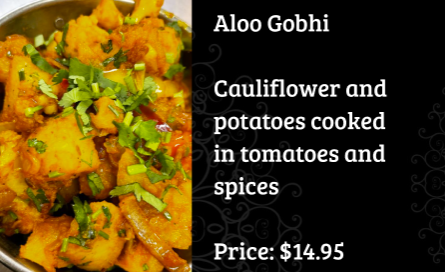 Aloo Gobhi
Cauliflower and
potatoes cooked
in tomatoes and
spices
Price: $14.95